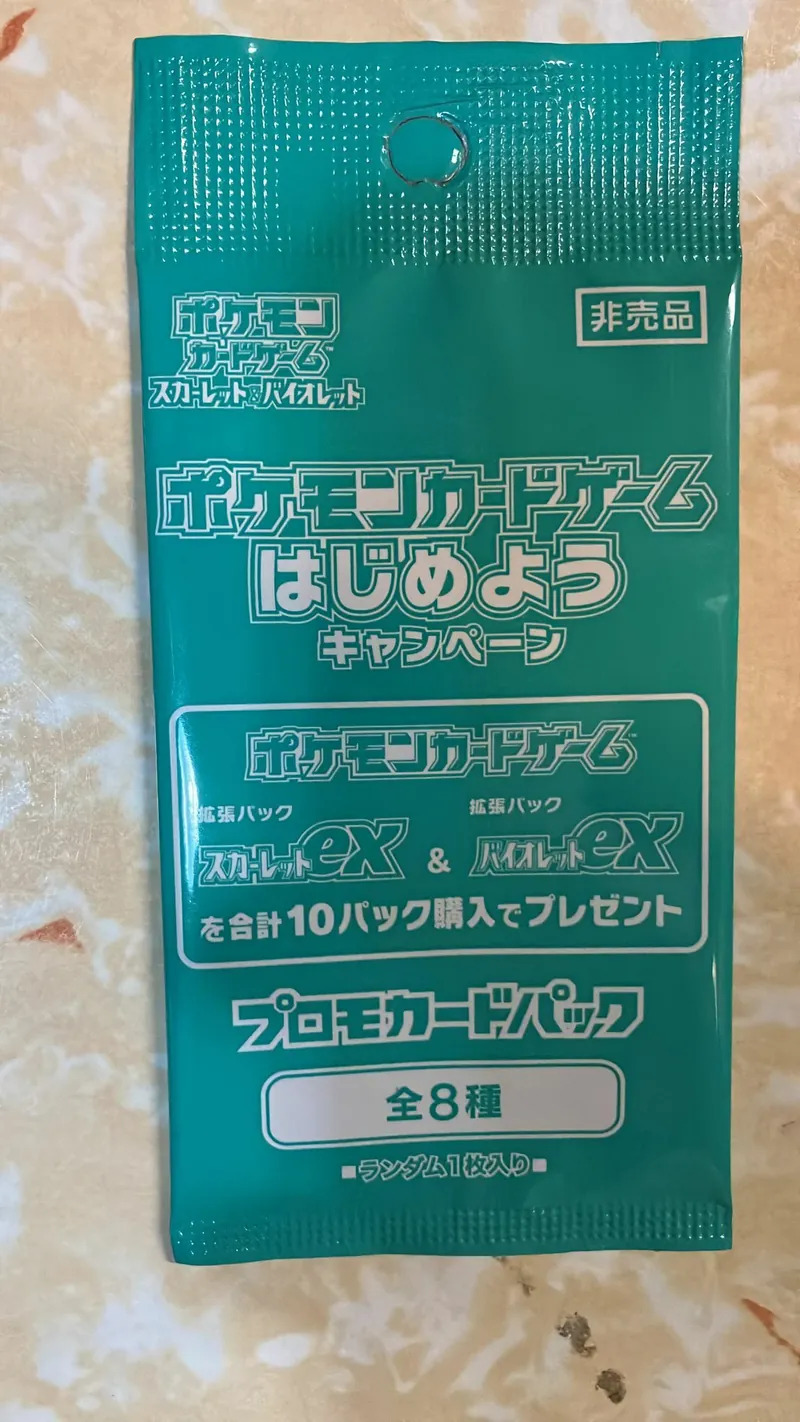 ポケモン
カードゲーム™
スカーレット&バイオレット
非売品
ポケモンカードゲーム
はじめよう
キャンペーン
ポケモンカードゲーム™
拡張パック
スカーレットex
&
拡張パック
バイオレットex
を合計10パック購入でプレゼント
プロモカードパック
全8種
■ランダム1枚入り■